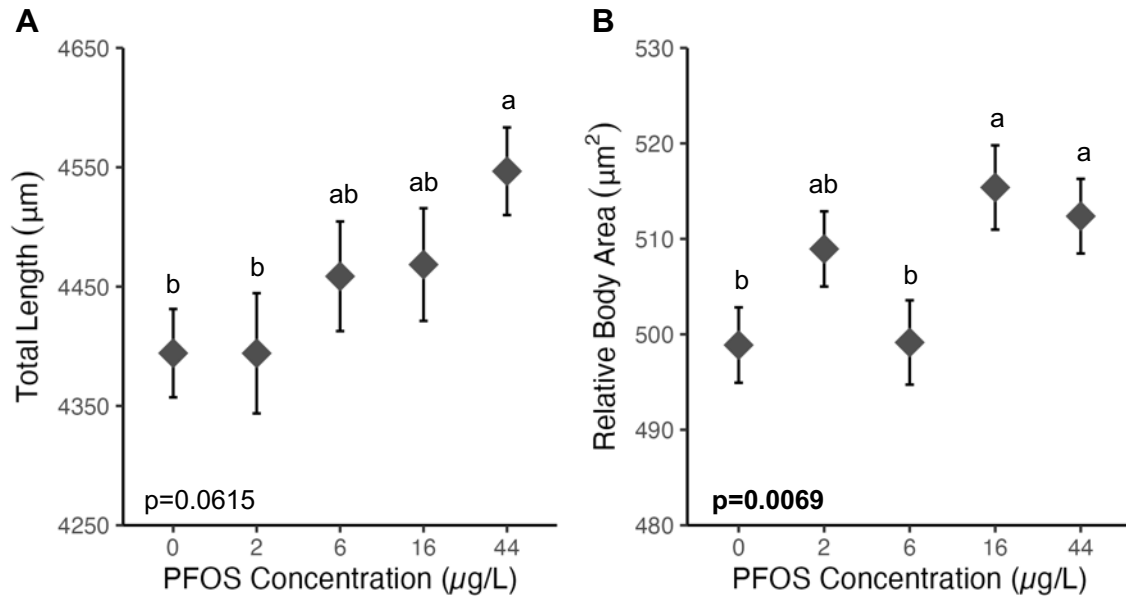 A
Total Length (µm)
4650
4550
4450
4350
4250
b
b
ab
ab
a
p=0.0615
0 2 6 16 44
PFOS Concentration (µg/L)
B
Relative Body Area (µm²)
530
520
510
500
490
480
b
ab
b
a
a
p=0.0069
0 2 6 16 44
PFOS Concentration (µg/L)